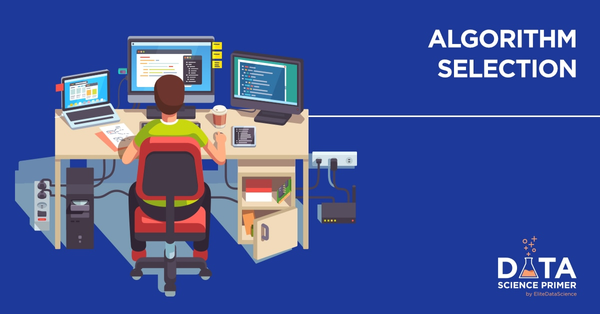 ALGORITHM
SELECTION
DATA
SCIENCE PRIMER
by EliteDataScience